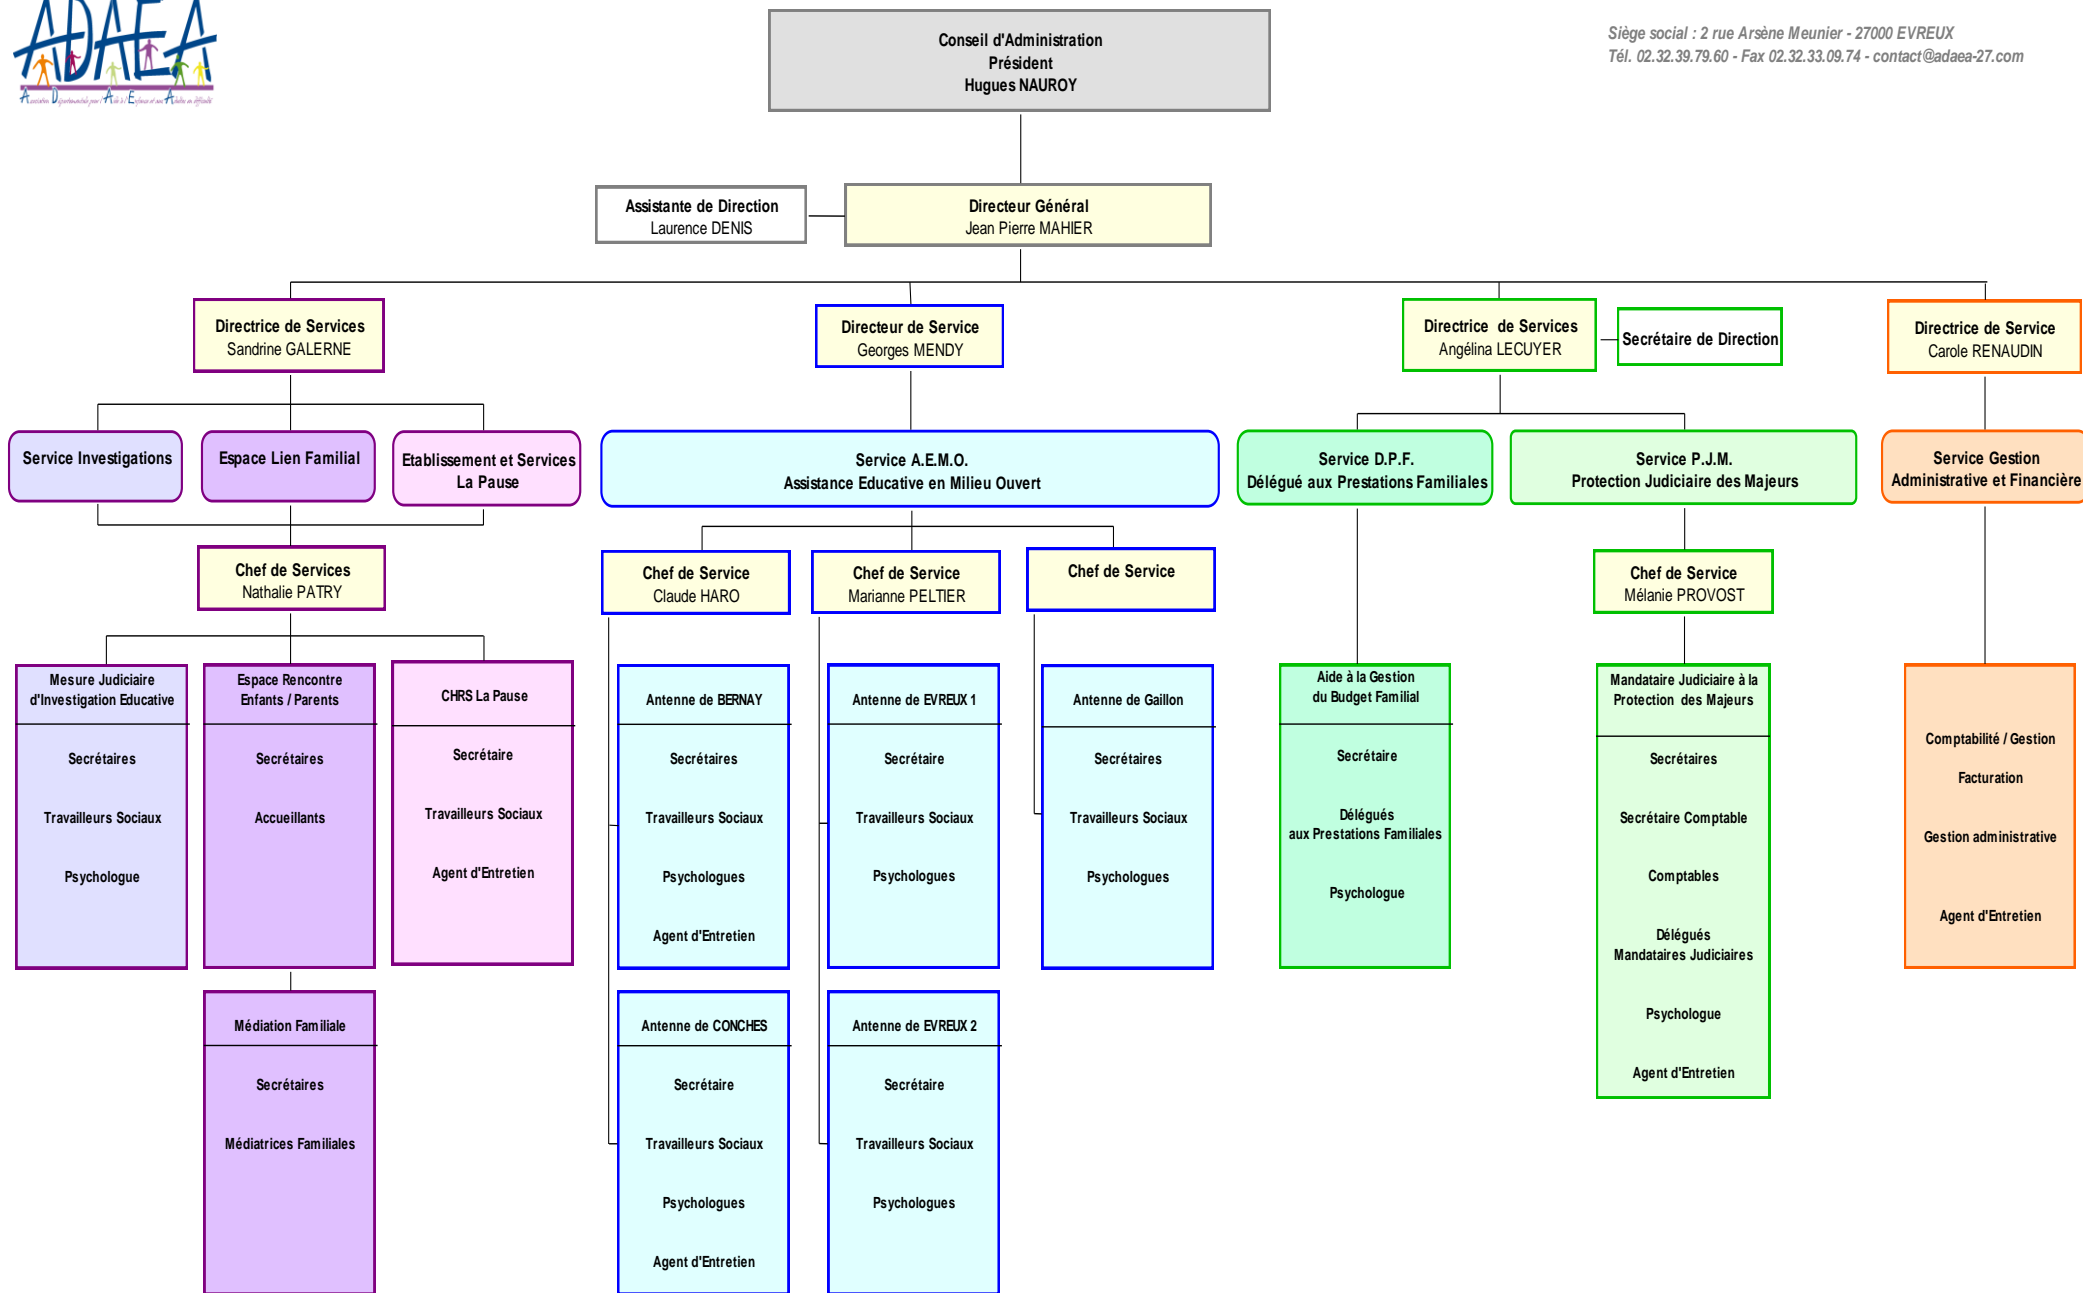 ADAEA
Association Départementale pour l'Aide à l'Enfance et aux Adultes en difficulté
Siège social : 2 rue Arsène Meunier - 27000 EVREUX
Tél. 02.32.39.79.60 - Fax 02.32.33.09.74 - contact@adaea-27.com
Conseil d'Administration
Président
Hugues NAUROY
Assistante de Direction
Laurence DENIS
Directeur Général
Jean Pierre MAHIER
Directrice de Services
Sandrine GALERNE
Directeur de Service
Georges MENDY
Directrice de Services
Angélina LECUYER
Secrétaire de Direction
Directrice de Service
Carole RENAUDIN
Service Investigations
Espace Lien Familial
Etablissement et Services
La Pause
Service A.E.M.O.
Assistance Educative en Milieu Ouvert
Service D.P.F.
Délégué aux Prestations Familiales
Service P.J.M.
Protection Judiciaire des Majeurs
Service Gestion
Administrative et Financière
Chef de Services
Nathalie PATRY
Chef de Service
Claude HARO
Chef de Service
Marianne PELTIER
Chef de Service
Chef de Service
Mélanie PROVOST
Mesure Judiciaire
d'Investigation Educative
Secrétaires
Travailleurs Sociaux
Psychologue
Espace Rencontre
Enfants / Parents
Secrétaires
Accueillants
CHRS La Pause
Secrétaire
Travailleurs Sociaux
Agent d'Entretien
Antenne de BERNAY
Secrétaires
Travailleurs Sociaux
Psychologues
Agent d'Entretien
Antenne de EVREUX 1
Secrétaire
Travailleurs Sociaux
Psychologues
Antenne de Gaillon
Secrétaires
Travailleurs Sociaux
Psychologues
Aide à la Gestion
du Budget Familial
Secrétaire
Délégués
aux Prestations Familiales
Psychologue
Mandataire Judiciaire à la
Protection des Majeurs
Secrétaires
Secrétaire Comptable
Comptables
Délégués
Mandataires Judiciaires
Psychologue
Agent d'Entretien
Comptabilité / Gestion
Facturation
Gestion administrative
Agent d'Entretien
Médiation Familiale
Secrétaires
Médiatrices Familiales
Antenne de CONCHES
Secrétaire
Travailleurs Sociaux
Psychologues
Agent d'Entretien
Antenne de EVREUX 2
Secrétaire
Travailleurs Sociaux
Psychologues